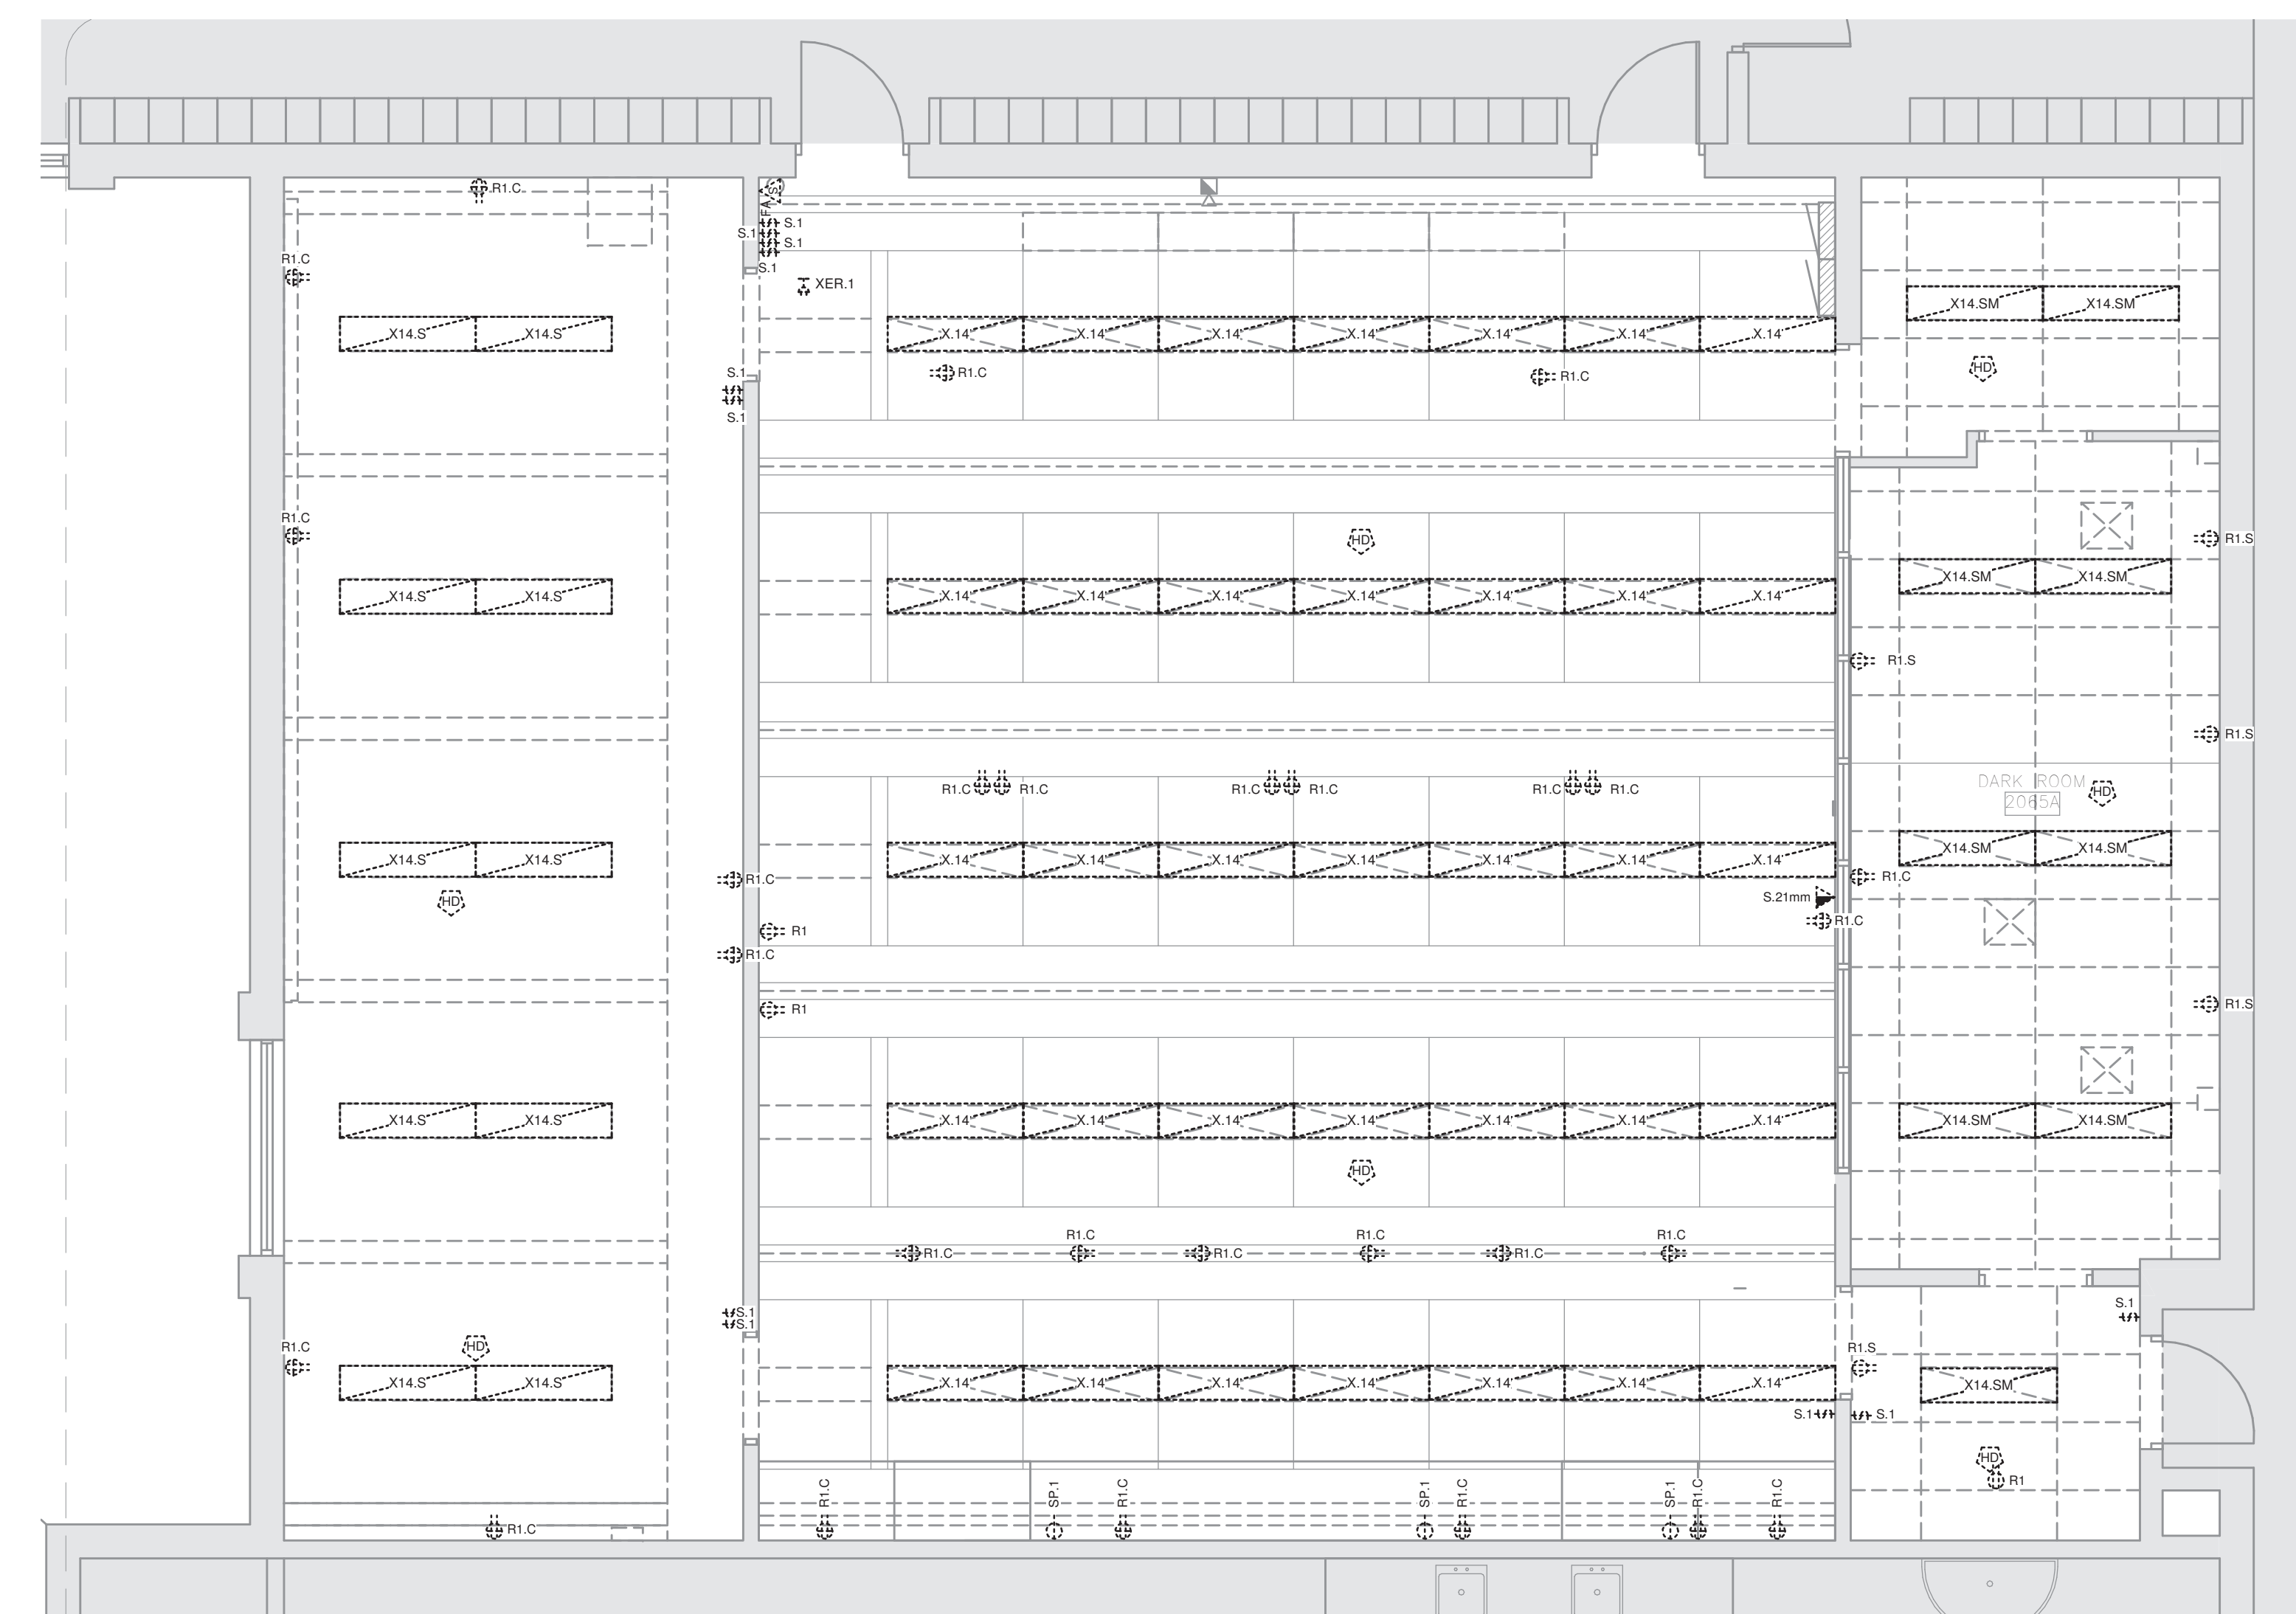 R1.C
S
FA
S.1
S.1
S.1
S.1
R1.C
XER.1
X14.SM X14.SM
X14.S X14.S X.14' X.14' X.14' X.14' X.14' X.14' X.14'
HD
S.1
R1.C R1.C
S.1
R1.C
HD
R1.S
X14.SM X14.SM
X14.S X14.S X.14' X.14' X.14' X.14' X.14' X.14' X.14'
R1.S
R1.S
DARK ROOM
2065A
HD
R1.C R1.C R1.C R1.C R1.C R1.C
X14.SM X14.SM
X14.S X14.S X.14' X.14' X.14' X.14' X.14' X.14' X.14'
R1.C
R1.C
S.21mm
HD
R1.C
R1
R1.C
R1.S
R1
X14.S X14.S X.14' X.14' X.14' X.14' X.14' X.14' X.14' X14.SM X14.SM
HD
R1.C R1.C R1.C
R1.C R1.C R1.C
S.1
S.1
S.1
R1.C
HD
R1.S
X14.S X14.S X.14' X.14' X.14' X.14' X.14' X.14' X.14' X14.SM
S.1 S.1
HD
R1
R1.C SP.1 R1.C SP.1 R1.C SP.1 R1.C R1.C
R1.C